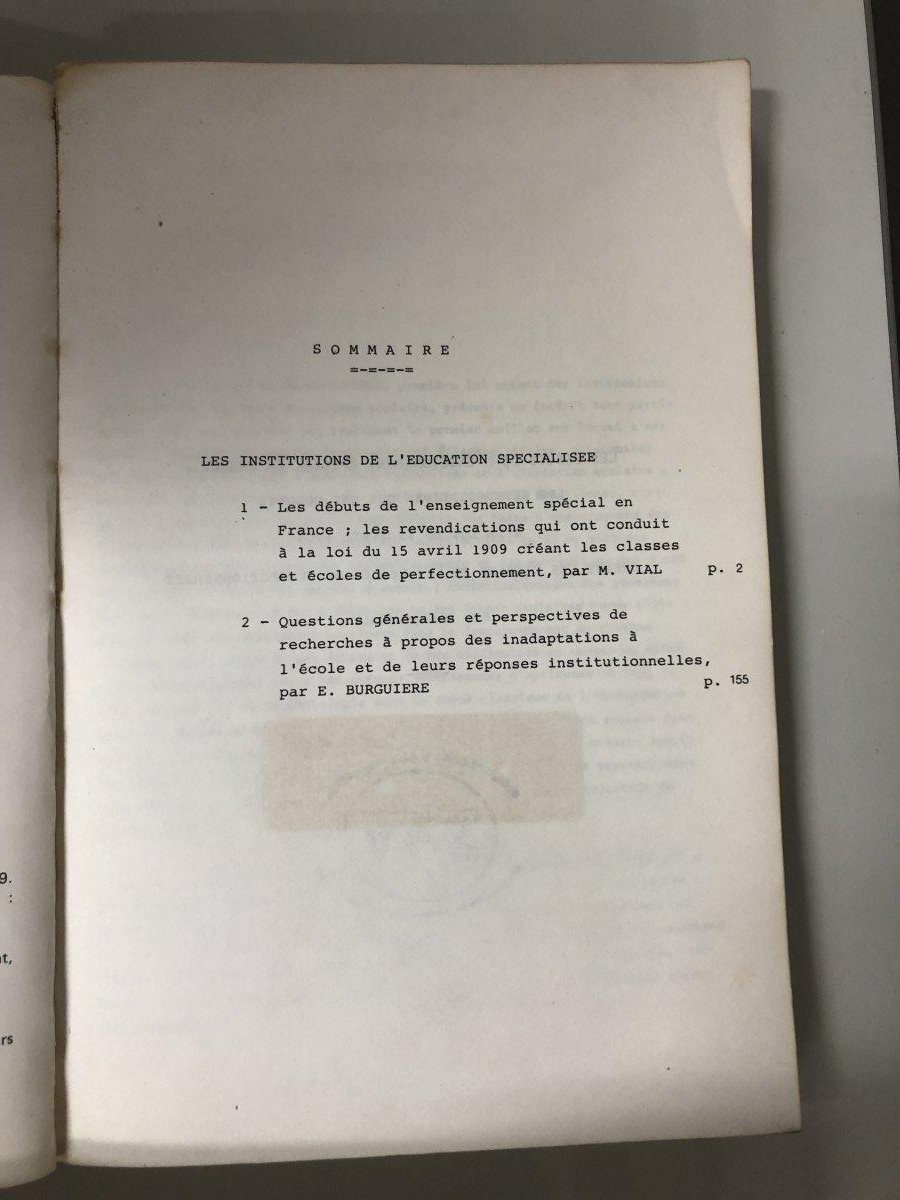 S O M M A I R E
=-=-=-=
LES INSTITUTIONS DE L'EDUCATION SPECIALISEE
1 - Les débuts de l'enseignement spécial en
France ; les revendications qui ont conduit
à la loi du 15 avril 1909 créant les classes
et écoles de perfectionnement, par M. VIAL p. 2
2 - Questions générales et perspectives de
recherches à propos des inadaptations à
l'école et de leurs réponses institutionnelles,
par E. BURGUIERE p. 155
9.
:
t,
rs